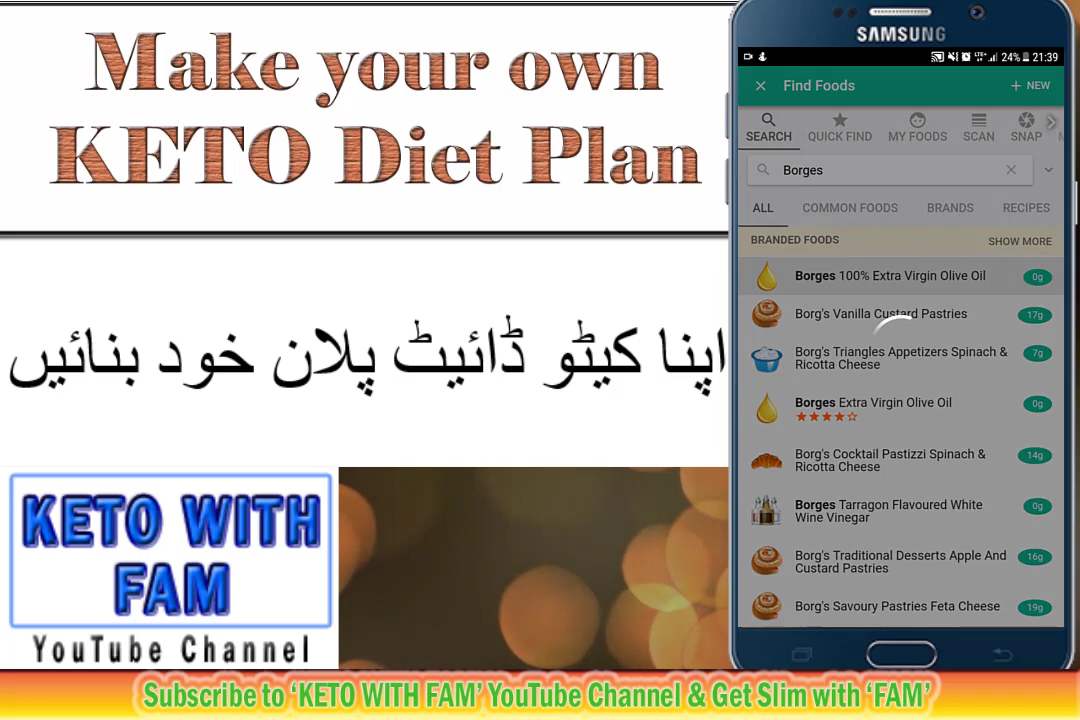 Make your own
KETO Diet Plan
اپنا کیٹو ڈائیٹ پلان خود بنائیں
KETO WITH
FAM
YouTube Channel
SAMSUNG
24% 21:39
Find Foods
+ NEW
SEARCH QUICK FIND MY FOODS SCAN SNAP
Borges
ALL COMMON FOODS BRANDS RECIPES
BRANDED FOODS SHOW MORE
Borges 100% Extra Virgin Olive Oil 0g
Borg's Vanilla Custard Pastries 17g
Borg's Triangles Appetizers Spinach &
Ricotta Cheese 7g
Borges Extra Virgin Olive Oil 0g
Borg's Cocktail Pastizzi Spinach &
Ricotta Cheese 14g
Borges Tarragon Flavoured White
Wine Vinegar 0g
Borg's Traditional Desserts Apple And
Custard Pastries 16g
Borg's Savoury Pastries Feta Cheese 19g
Subscribe to ‘KETO WITH FAM’ YouTube Channel & Get Slim with ‘FAM’